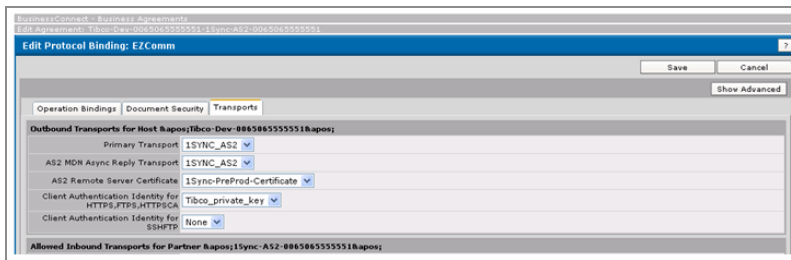 BusinessConnect - Business Agreements
Edit Agreement: Tibco-Dev-0065065555551-1Sync-AS2-0065065555551
Edit Protocol Binding: EZComm
?
Save Cancel
Show Advanced
Operation Bindings Document Security Transports
Outbound Transports for Host &apos;Tibco-Dev-0065065555551&apos;
Primary Transport 1SYNC_AS2
AS2 MDN Async Reply Transport 1SYNC_AS2
AS2 Remote Server Certificate 1Sync-PreProd-Certificate
Client Authentication Identity for
HTTPS,FTPS,HTTPSCA Tibco_private_key
Client Authentication Identity for
SSHFTP None
Allowed Inbound Transports for Partner &apos;1Sync-AS2-0065065555551&apos;